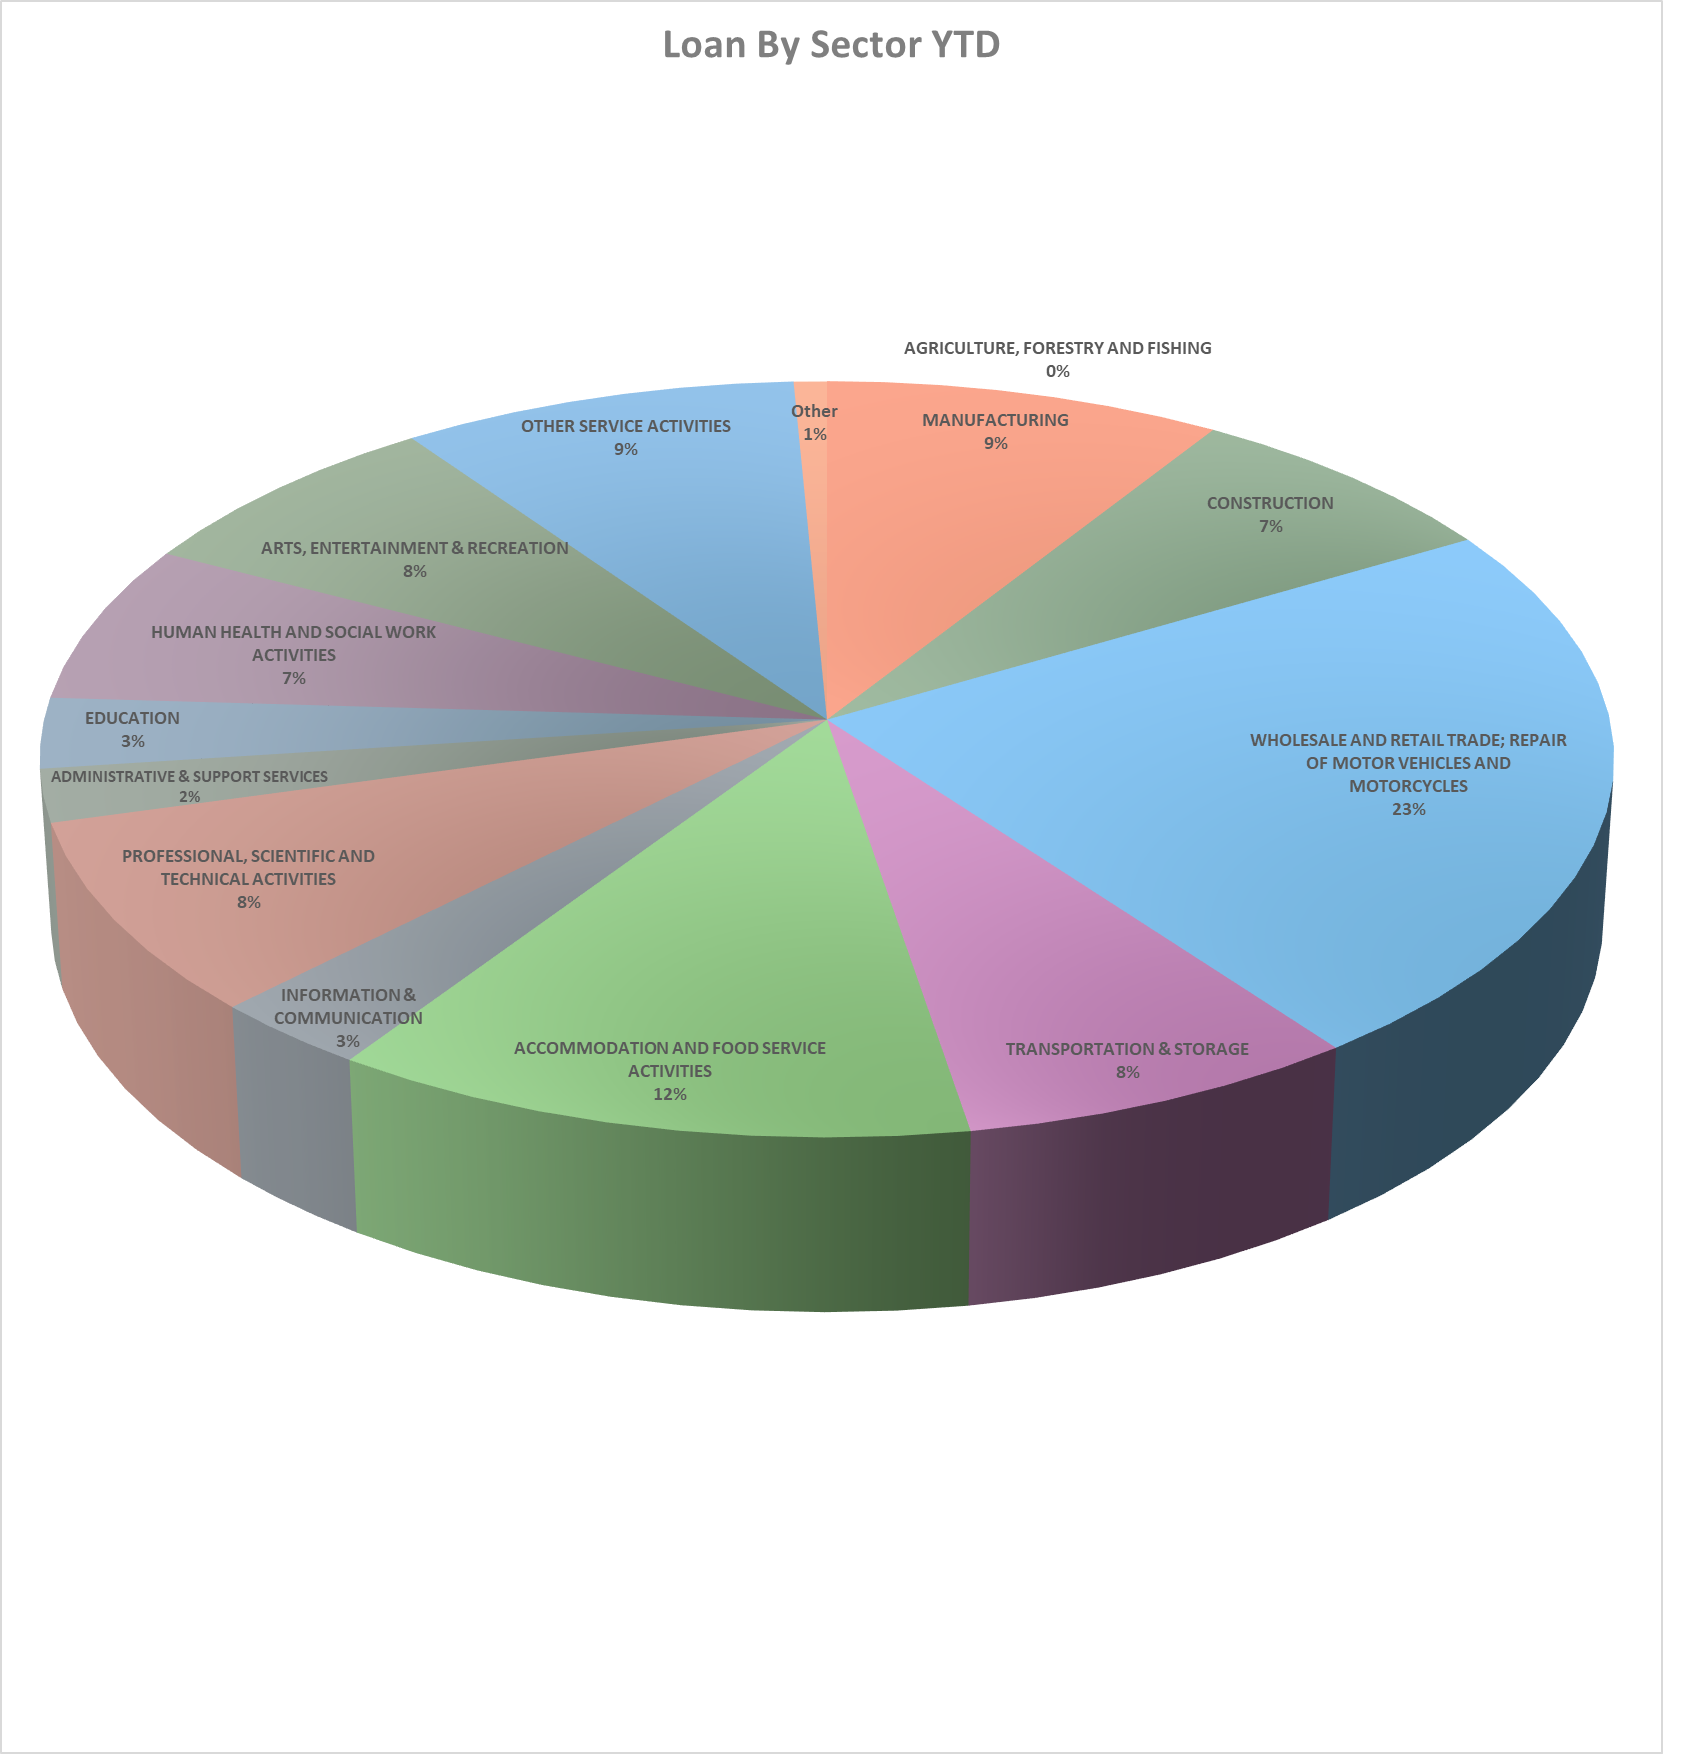 Loan By Sector YTD
AGRICULTURE, FORESTRY AND FISHING
0%
Other
1%
MANUFACTURING
9%
OTHER SERVICE ACTIVITIES
9%
CONSTRUCTION
7%
ARTS, ENTERTAINMENT & RECREATION
8%
HUMAN HEALTH AND SOCIAL WORK
ACTIVITIES
7%
EDUCATION
3%
WHOLESALE AND RETAIL TRADE; REPAIR
OF MOTOR VEHICLES AND
MOTORCYCLES
23%
ADMINISTRATIVE & SUPPORT SERVICES
2%
PROFESSIONAL, SCIENTIFIC AND
TECHNICAL ACTIVITIES
8%
INFORMATION &
COMMUNICATION
3%
ACCOMMODATION AND FOOD SERVICE
ACTIVITIES
12%
TRANSPORTATION & STORAGE
8%